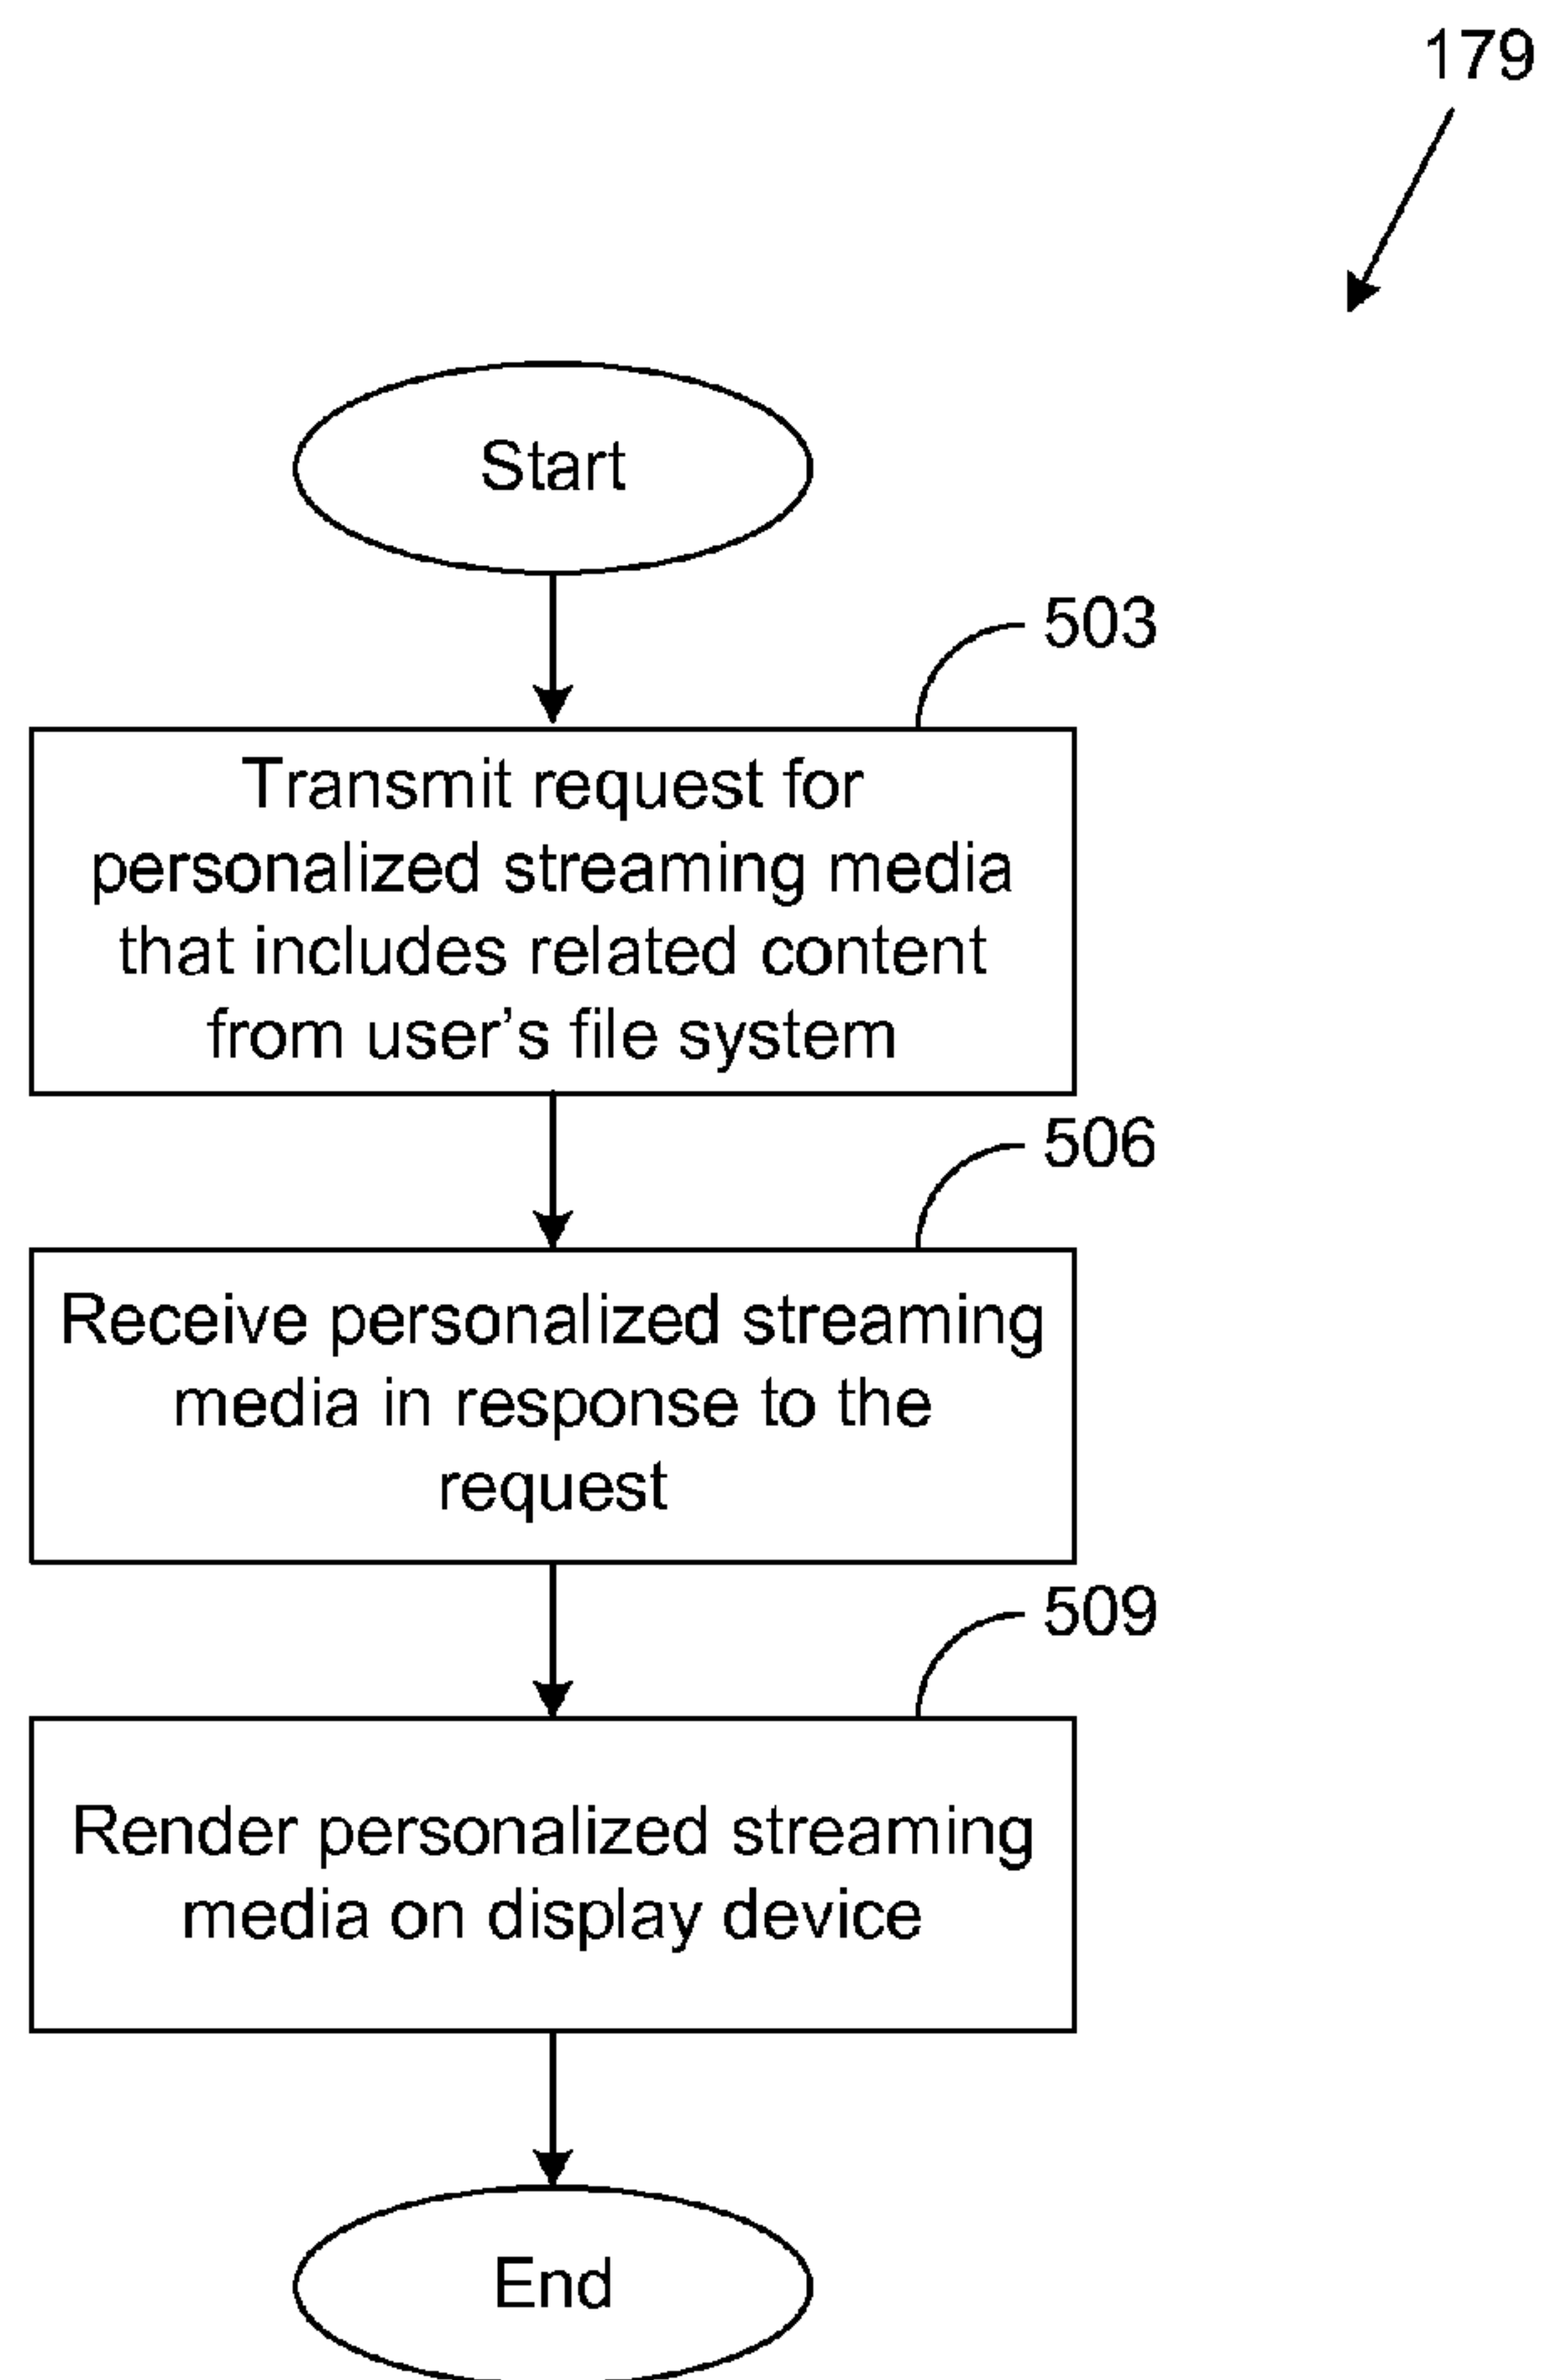 179
Start
503
Transmit request for
personalized streaming media
that includes related content
from user’s file system
506
Receive personalized streaming
media in response to the
request
509
Render personalized streaming
media on display device
End